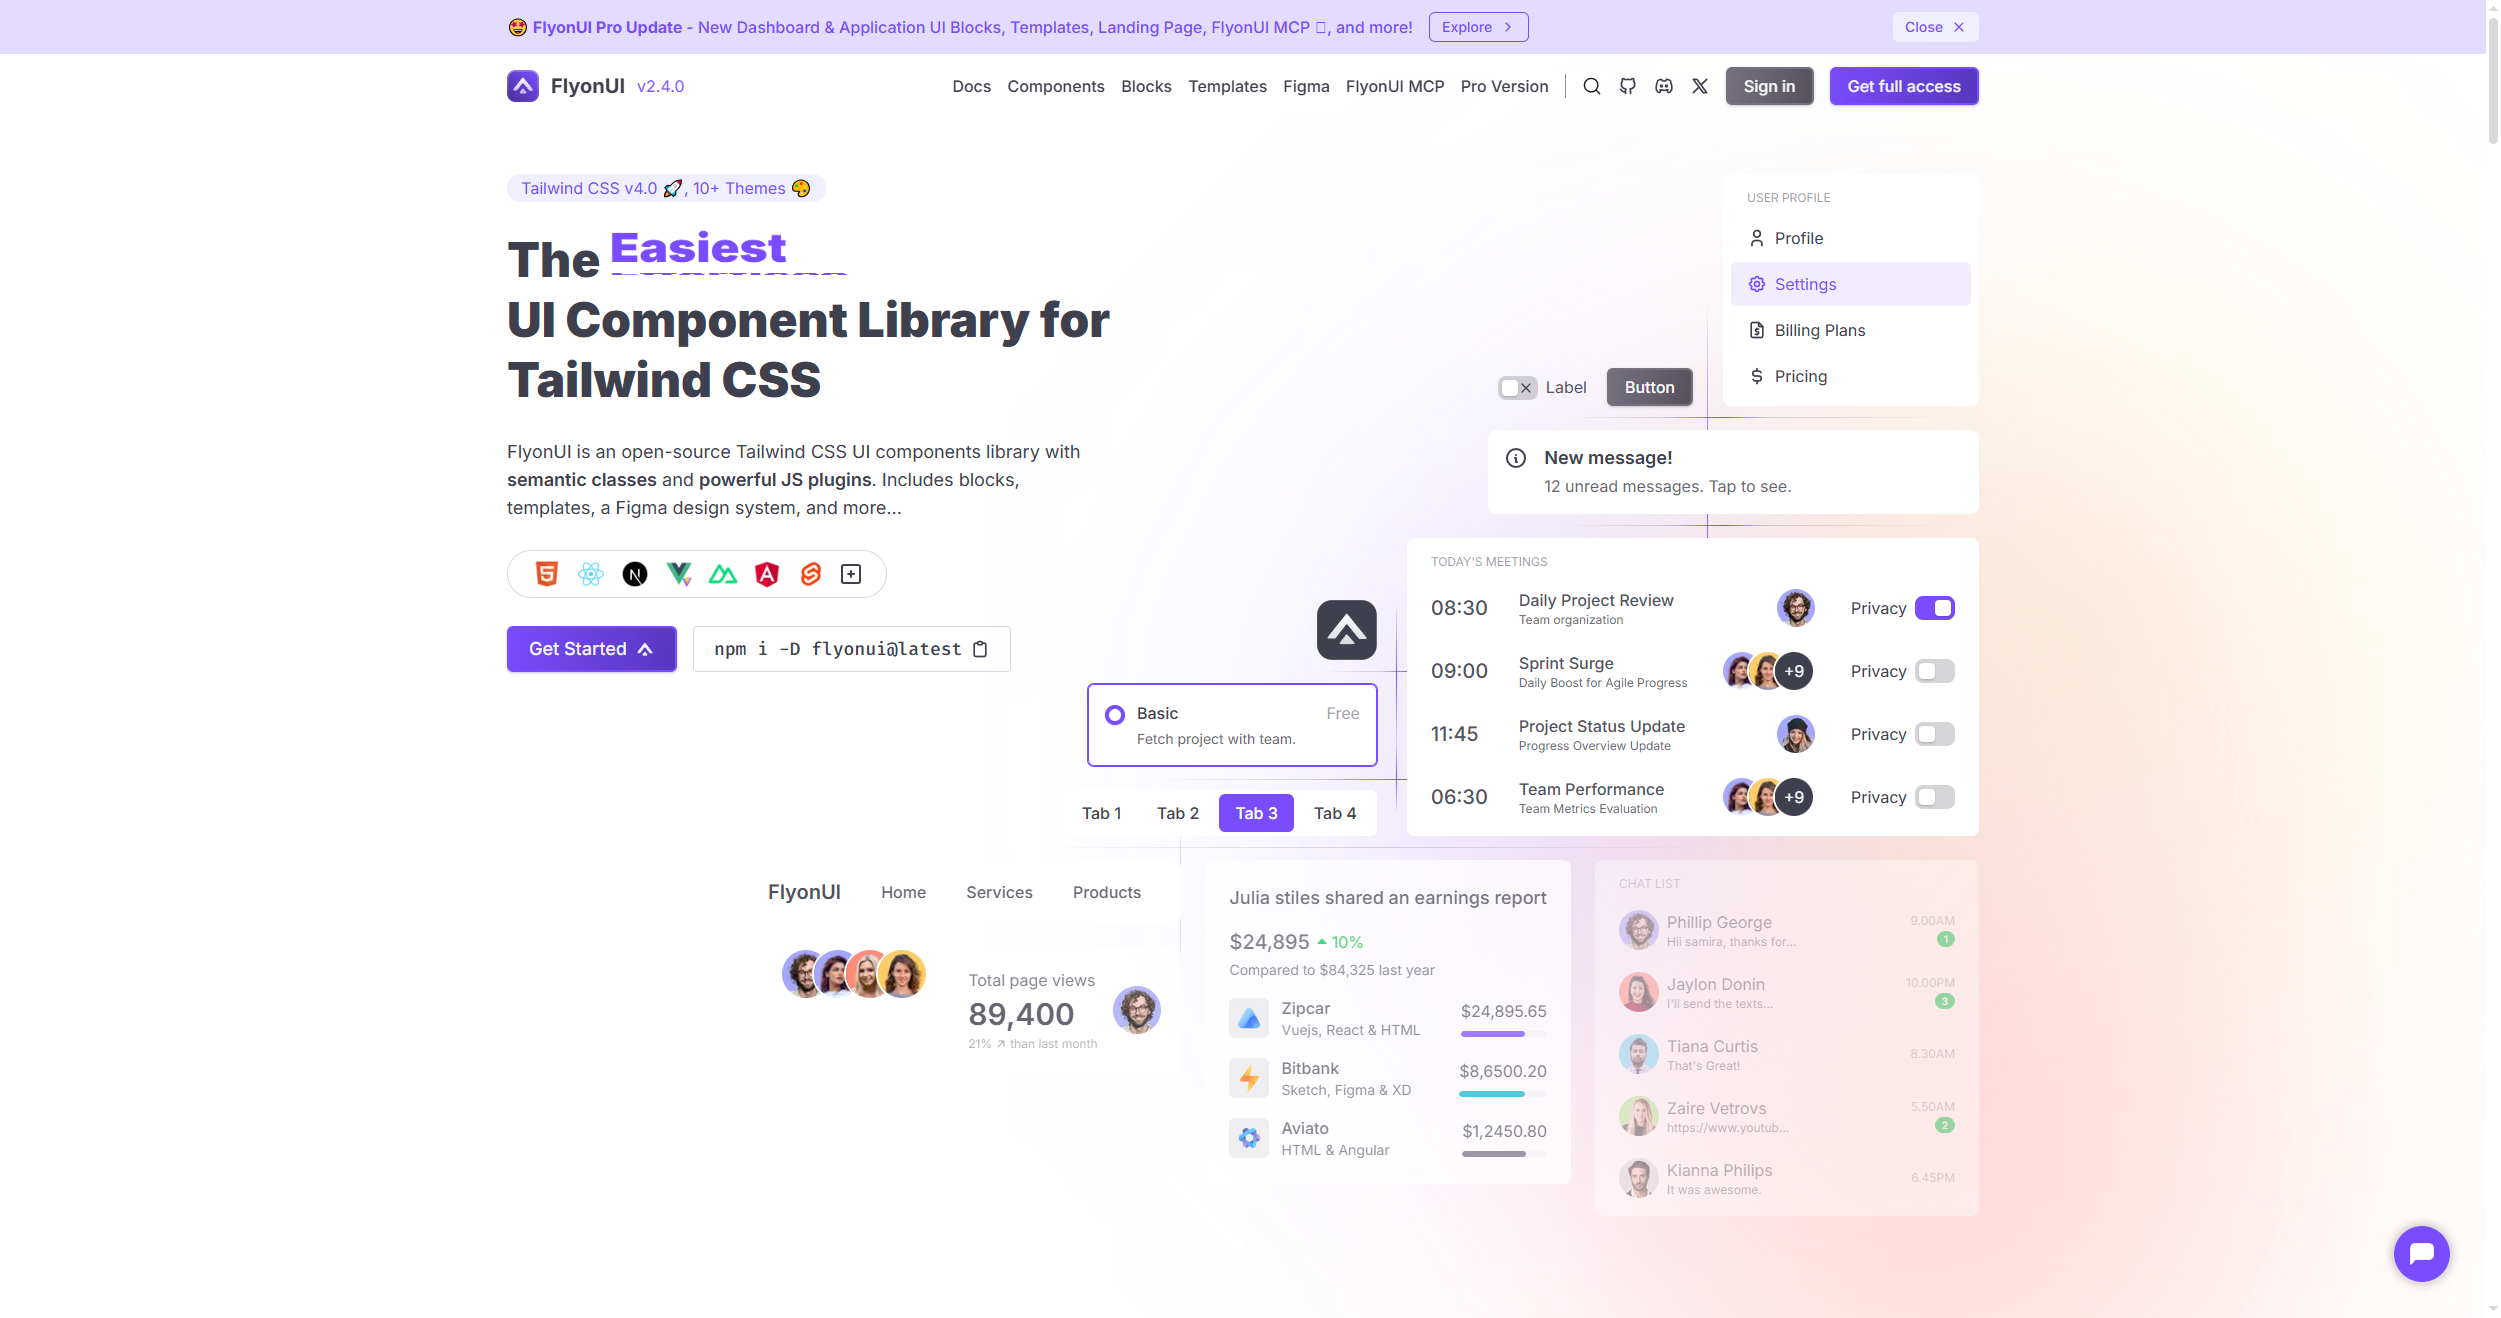 FlyonUI Pro Update - New Dashboard & Application UI Blocks, Templates, Landing Page, FlyonUI MCP , and more!
Explore
Close
FlyonUI v2.4.0
Docs Components Blocks Templates Figma FlyonUI MCP Pro Version
Sign in
Get full access
Tailwind CSS v4.0 🚀, 10+ Themes 🎨
The Easiest
UI Component Library for
Tailwind CSS
FlyonUI is an open-source Tailwind CSS UI components library with
semantic classes and powerful JS plugins. Includes blocks,
templates, a Figma design system, and more...
Get Started
npm i -D flyonui@latest
USER PROFILE
Profile
Settings
Billing Plans
Pricing
Label
Button
New message!
12 unread messages. Tap to see.
TODAY'S MEETINGS
08:30 Daily Project Review Privacy
Team organization
09:00 Sprint Surge +9 Privacy
Daily Boost for Agile Progress
11:45 Project Status Update Privacy
Progress Overview Update
06:30 Team Performance +9 Privacy
Team Metrics Evaluation
Basic Free
Fetch project with team.
Tab 1 Tab 2 Tab 3 Tab 4
FlyonUI Home Services Products
Total page views
89,400
21% ↗ than last month
Julia stiles shared an earnings report
$24,895 10%
Compared to $84,325 last year
Zipcar $24,895.65
Vuejs, React & HTML
Bitbank $8,6500.20
Sketch, Figma & XD
Aviato $1,2450.80
HTML & Angular
CHAT LIST
Phillip George 9.00AM
Hii samira, thanks for... 1
Jaylon Donin 10.00PM
I'll send the texts... 3
Tiana Curtis 8.30AM
That's Great!
Zaire Vetrovs 5.50AM
https://www.youtub... 2
Kianna Philips 6.45PM
It was awesome.